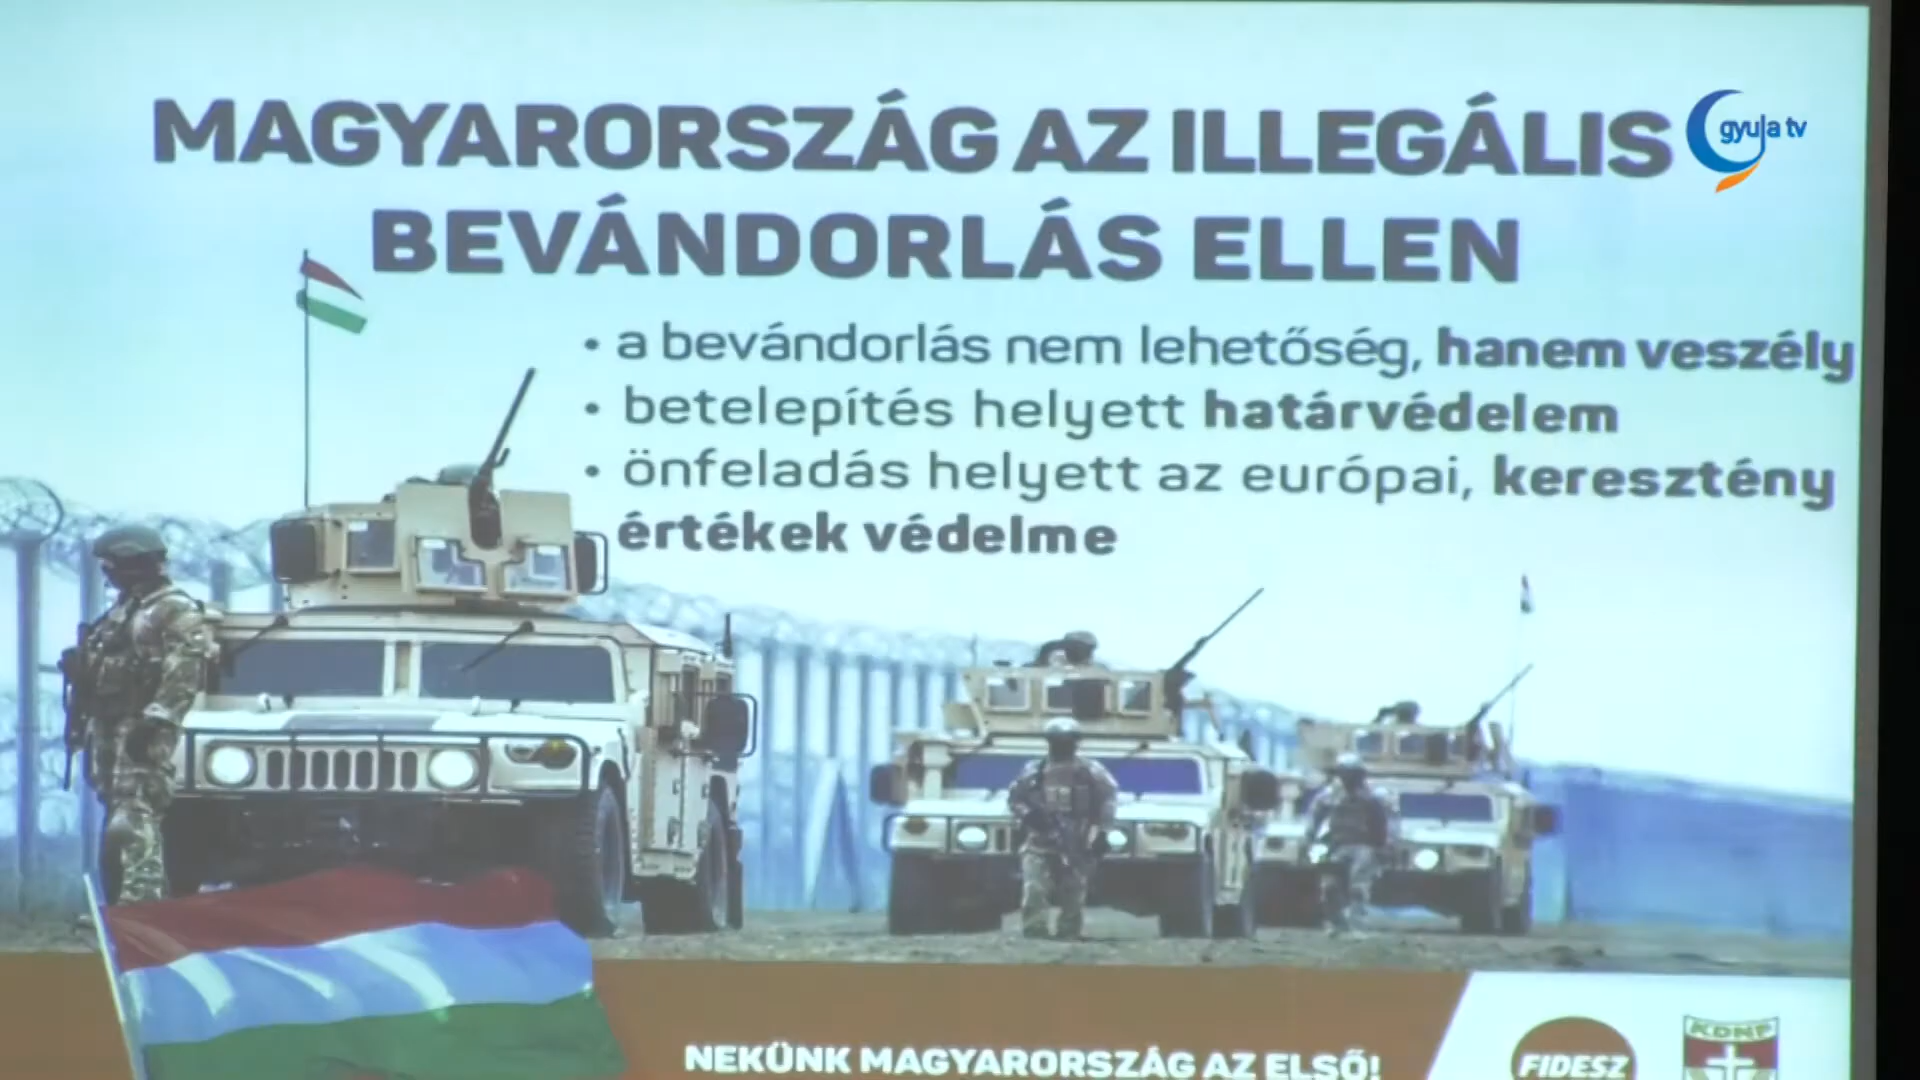 MAGYARORSZÁG AZ ILLEGÁLIS
gyula tv
BEVÁNDORLÁS ELLEN
• a bevándorlás nem lehetőség, hanem veszély
• betelepítés helyett határvédelem
• önfeladás helyett az európai, keresztény
értékek védelme
NEKÜNK MAGYARORSZÁG AZ ELSŐ!
FIDESZ
KDNP